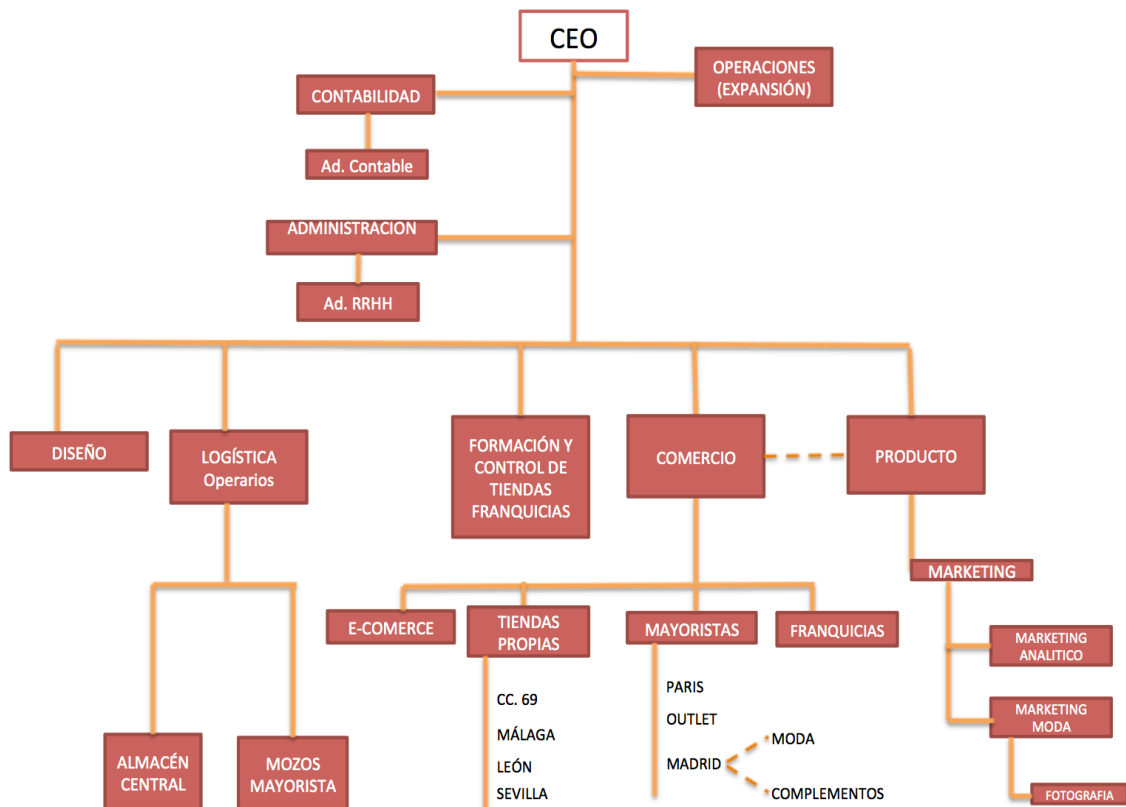 CEO
OPERACIONES
(EXPANSIÓN)
CONTABILIDAD
Ad. Contable
ADMINISTRACION
Ad. RRHH
DISEÑO
LOGÍSTICA
Operarios
FORMACIÓN Y
CONTROL DE
TIENDAS
FRANQUICIAS
COMERCIO
PRODUCTO
MARKETING
E-COMERCE
TIENDAS
PROPIAS
MAYORISTAS
FRANQUICIAS
MARKETING
ANALITICO
CC. 69
MÁLAGA
LEÓN
SEVILLA
PARIS
OUTLET
MADRID
MODA
COMPLEMENTOS
MARKETING
MODA
ALMACÉN
CENTRAL
MOZOS
MAYORISTA
FOTOGRAFIA